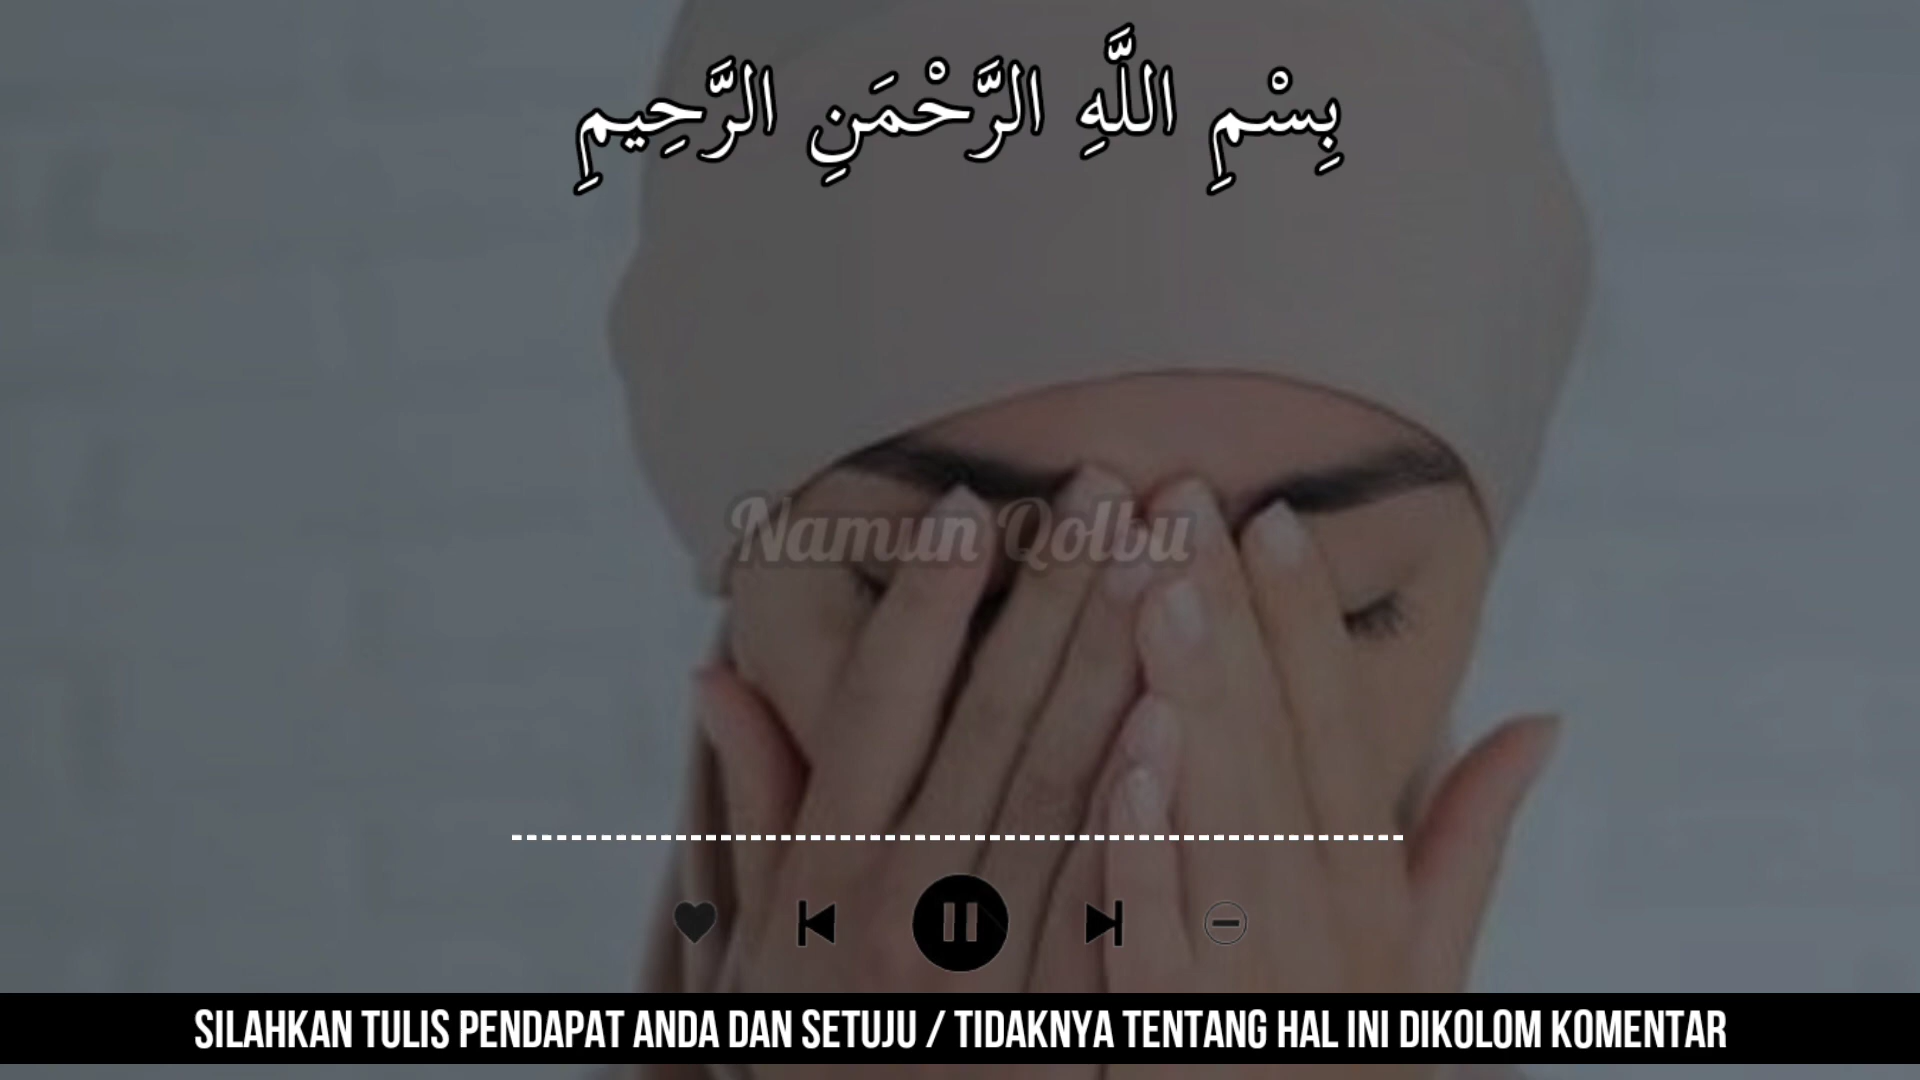 بِسْمِ اللَّهِ الرَّحْمَنِ الرَّحِيمِ
Namun Qolbu
SILAHKAN TULIS PENDAPAT ANDA DAN SETUJU / TIDAKNYA TENTANG HAL INI DIKOLOM KOMENTAR